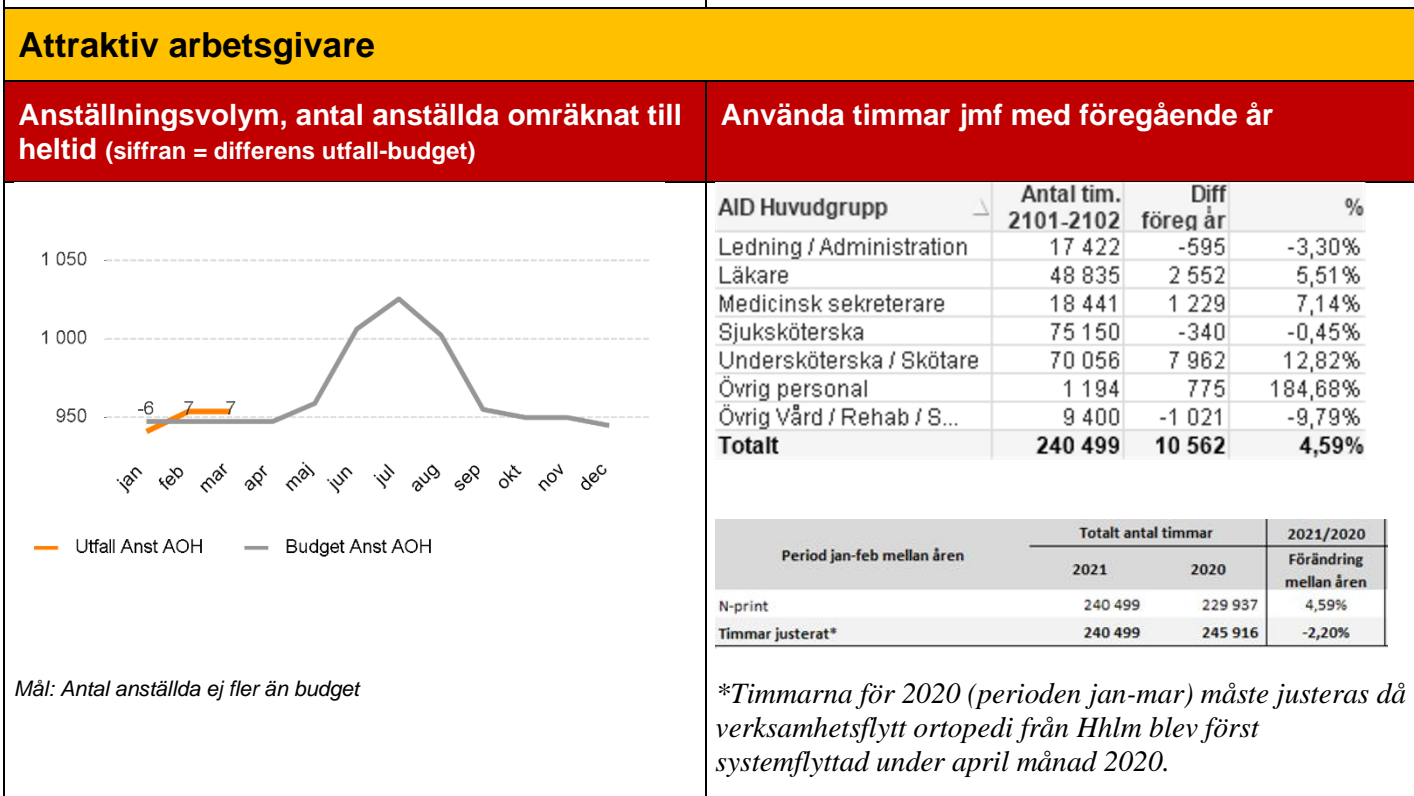 Attraktiv arbetsgivare
Anställningsvolym, antal anställda omräknat till
heltid (siffran = differens utfall-budget)
1 050
1 000
950
-6 7 7
jan feb mar apr maj jun jul aug sep okt nov dec
Utfall Anst AOH Budget Anst AOH
Mål: Antal anställda ej fler än budget
Använda timmar jmf med föregående år
AID Huvudgrupp Antal tim. 2101-2102 Diff föreg år %
Ledning / Administration 17 422 -595 -3,30%
Läkare 48 835 2 552 5,51%
Medicinsk sekreterare 18 441 1 229 7,14%
Sjuksköterska 75 150 -340 -0,45%
Undersköterska / Skötare 70 056 7 962 12,82%
Övrig personal 1 194 775 184,68%
Övrig Vård / Rehab / S... 9 400 -1 021 -9,79%
Totalt 240 499 10 562 4,59%
Period jan-feb mellan åren Totalt antal timmar 2021/2020
2021 2020 Förändring mellan åren
N-print 240 499 229 937 4,59%
Timmar justerat* 240 499 245 916 -2,20%
*Timmarna för 2020 (perioden jan-mar) måste justeras då
verksamhetsflytt ortopedi från Hhlm blev först
systemflyttad under april månad 2020.